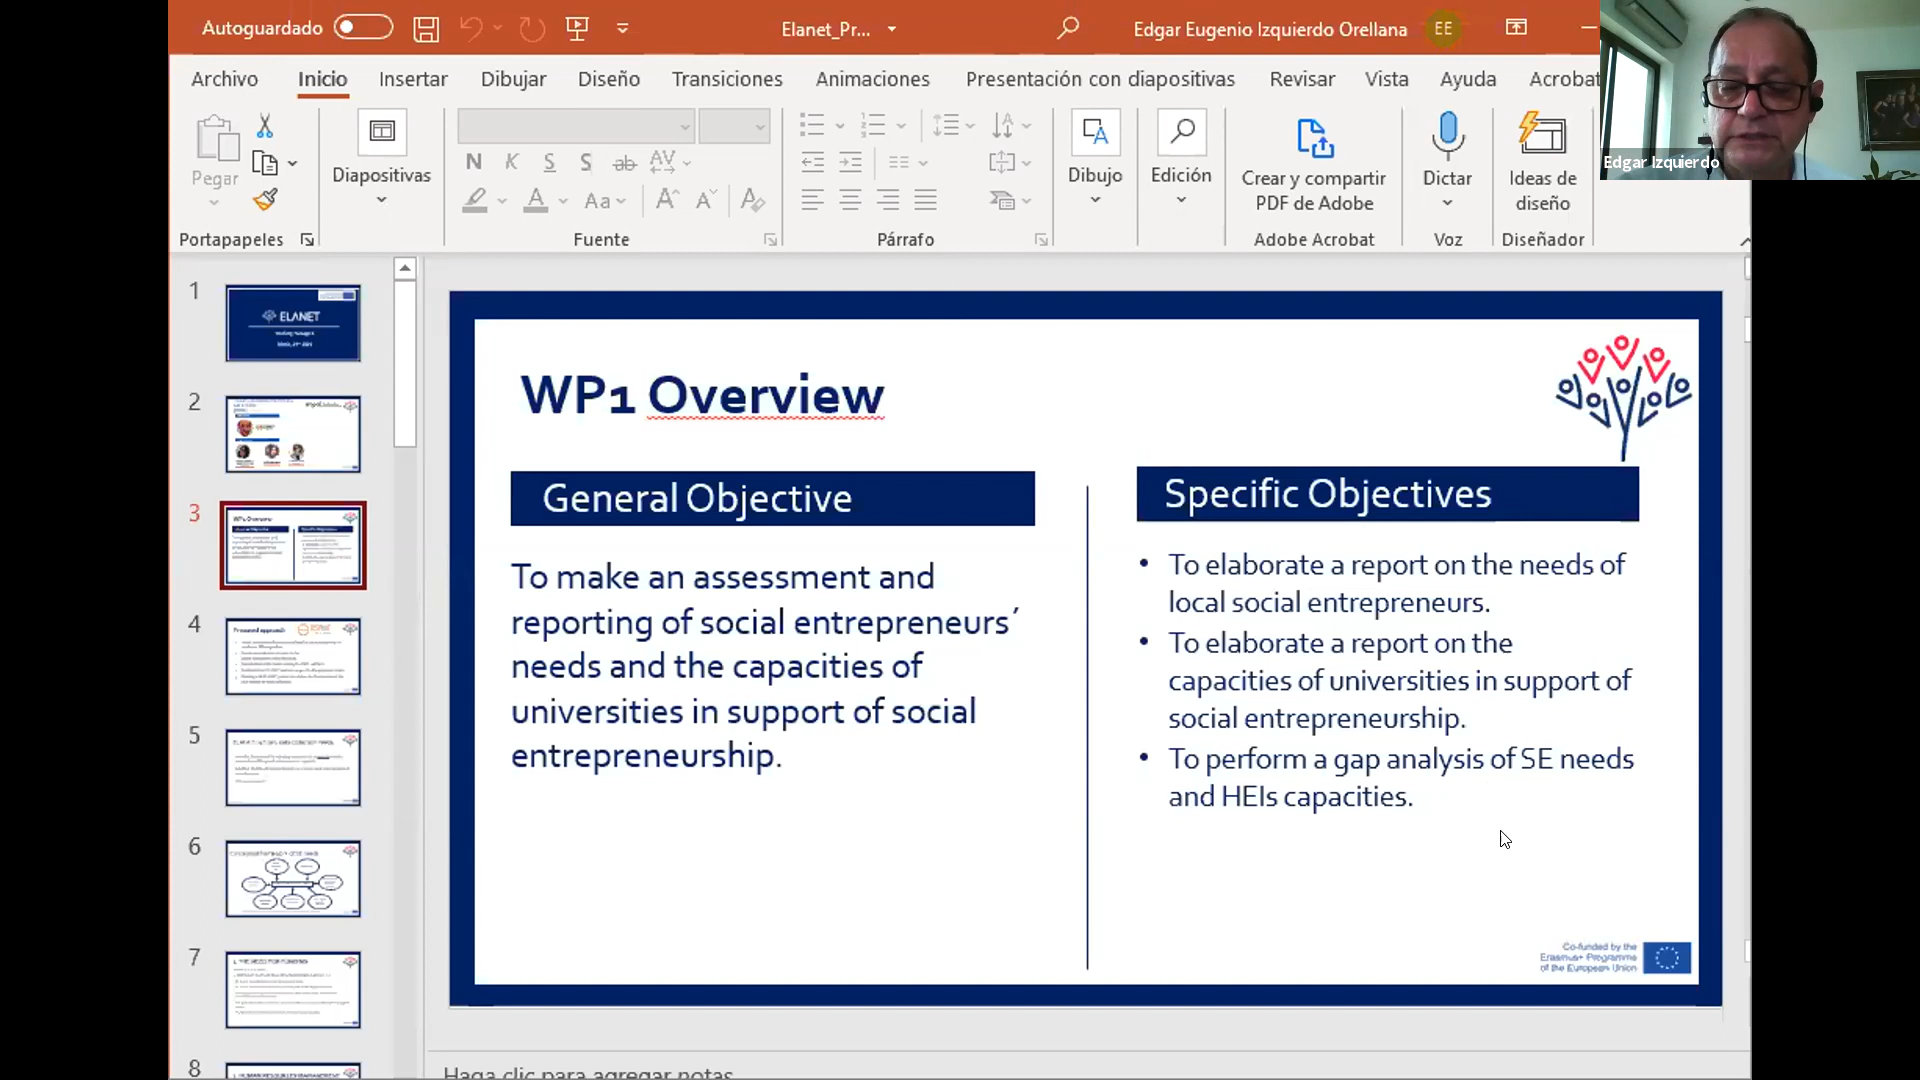 Autoguardado
Elanet_Pr...
Edgar Eugenio Izquierdo Orellana
EE
Archivo Inicio Insertar Dibujar Diseño Transiciones Animaciones Presentación con diapositivas Revisar Vista Ayuda Acrobat
Pegar
Diapositivas
N K S S ab AV
Aa A A
Dibujo
Edición
Crear y compartir
PDF de Adobe
Dictar
Ideas de
diseño
Portapapeles
Fuente
Párrafo
Adobe Acrobat
Voz
Diseñador
Edgar Izquierdo
1
ELANET
2
3
4
5
6
7
8
WP1 Overview
General Objective
To make an assessment and
reporting of social entrepreneurs´
needs and the capacities of
universities in support of social
entrepreneurship.
Specific Objectives
• To elaborate a report on the needs of
local social entrepreneurs.
• To elaborate a report on the
capacities of universities in support of
social entrepreneurship.
• To perform a gap analysis of SE needs
and HEIs capacities.
Co-funded by the
Erasmus+ Programme
of the European Union
Haga clic para agregar notas